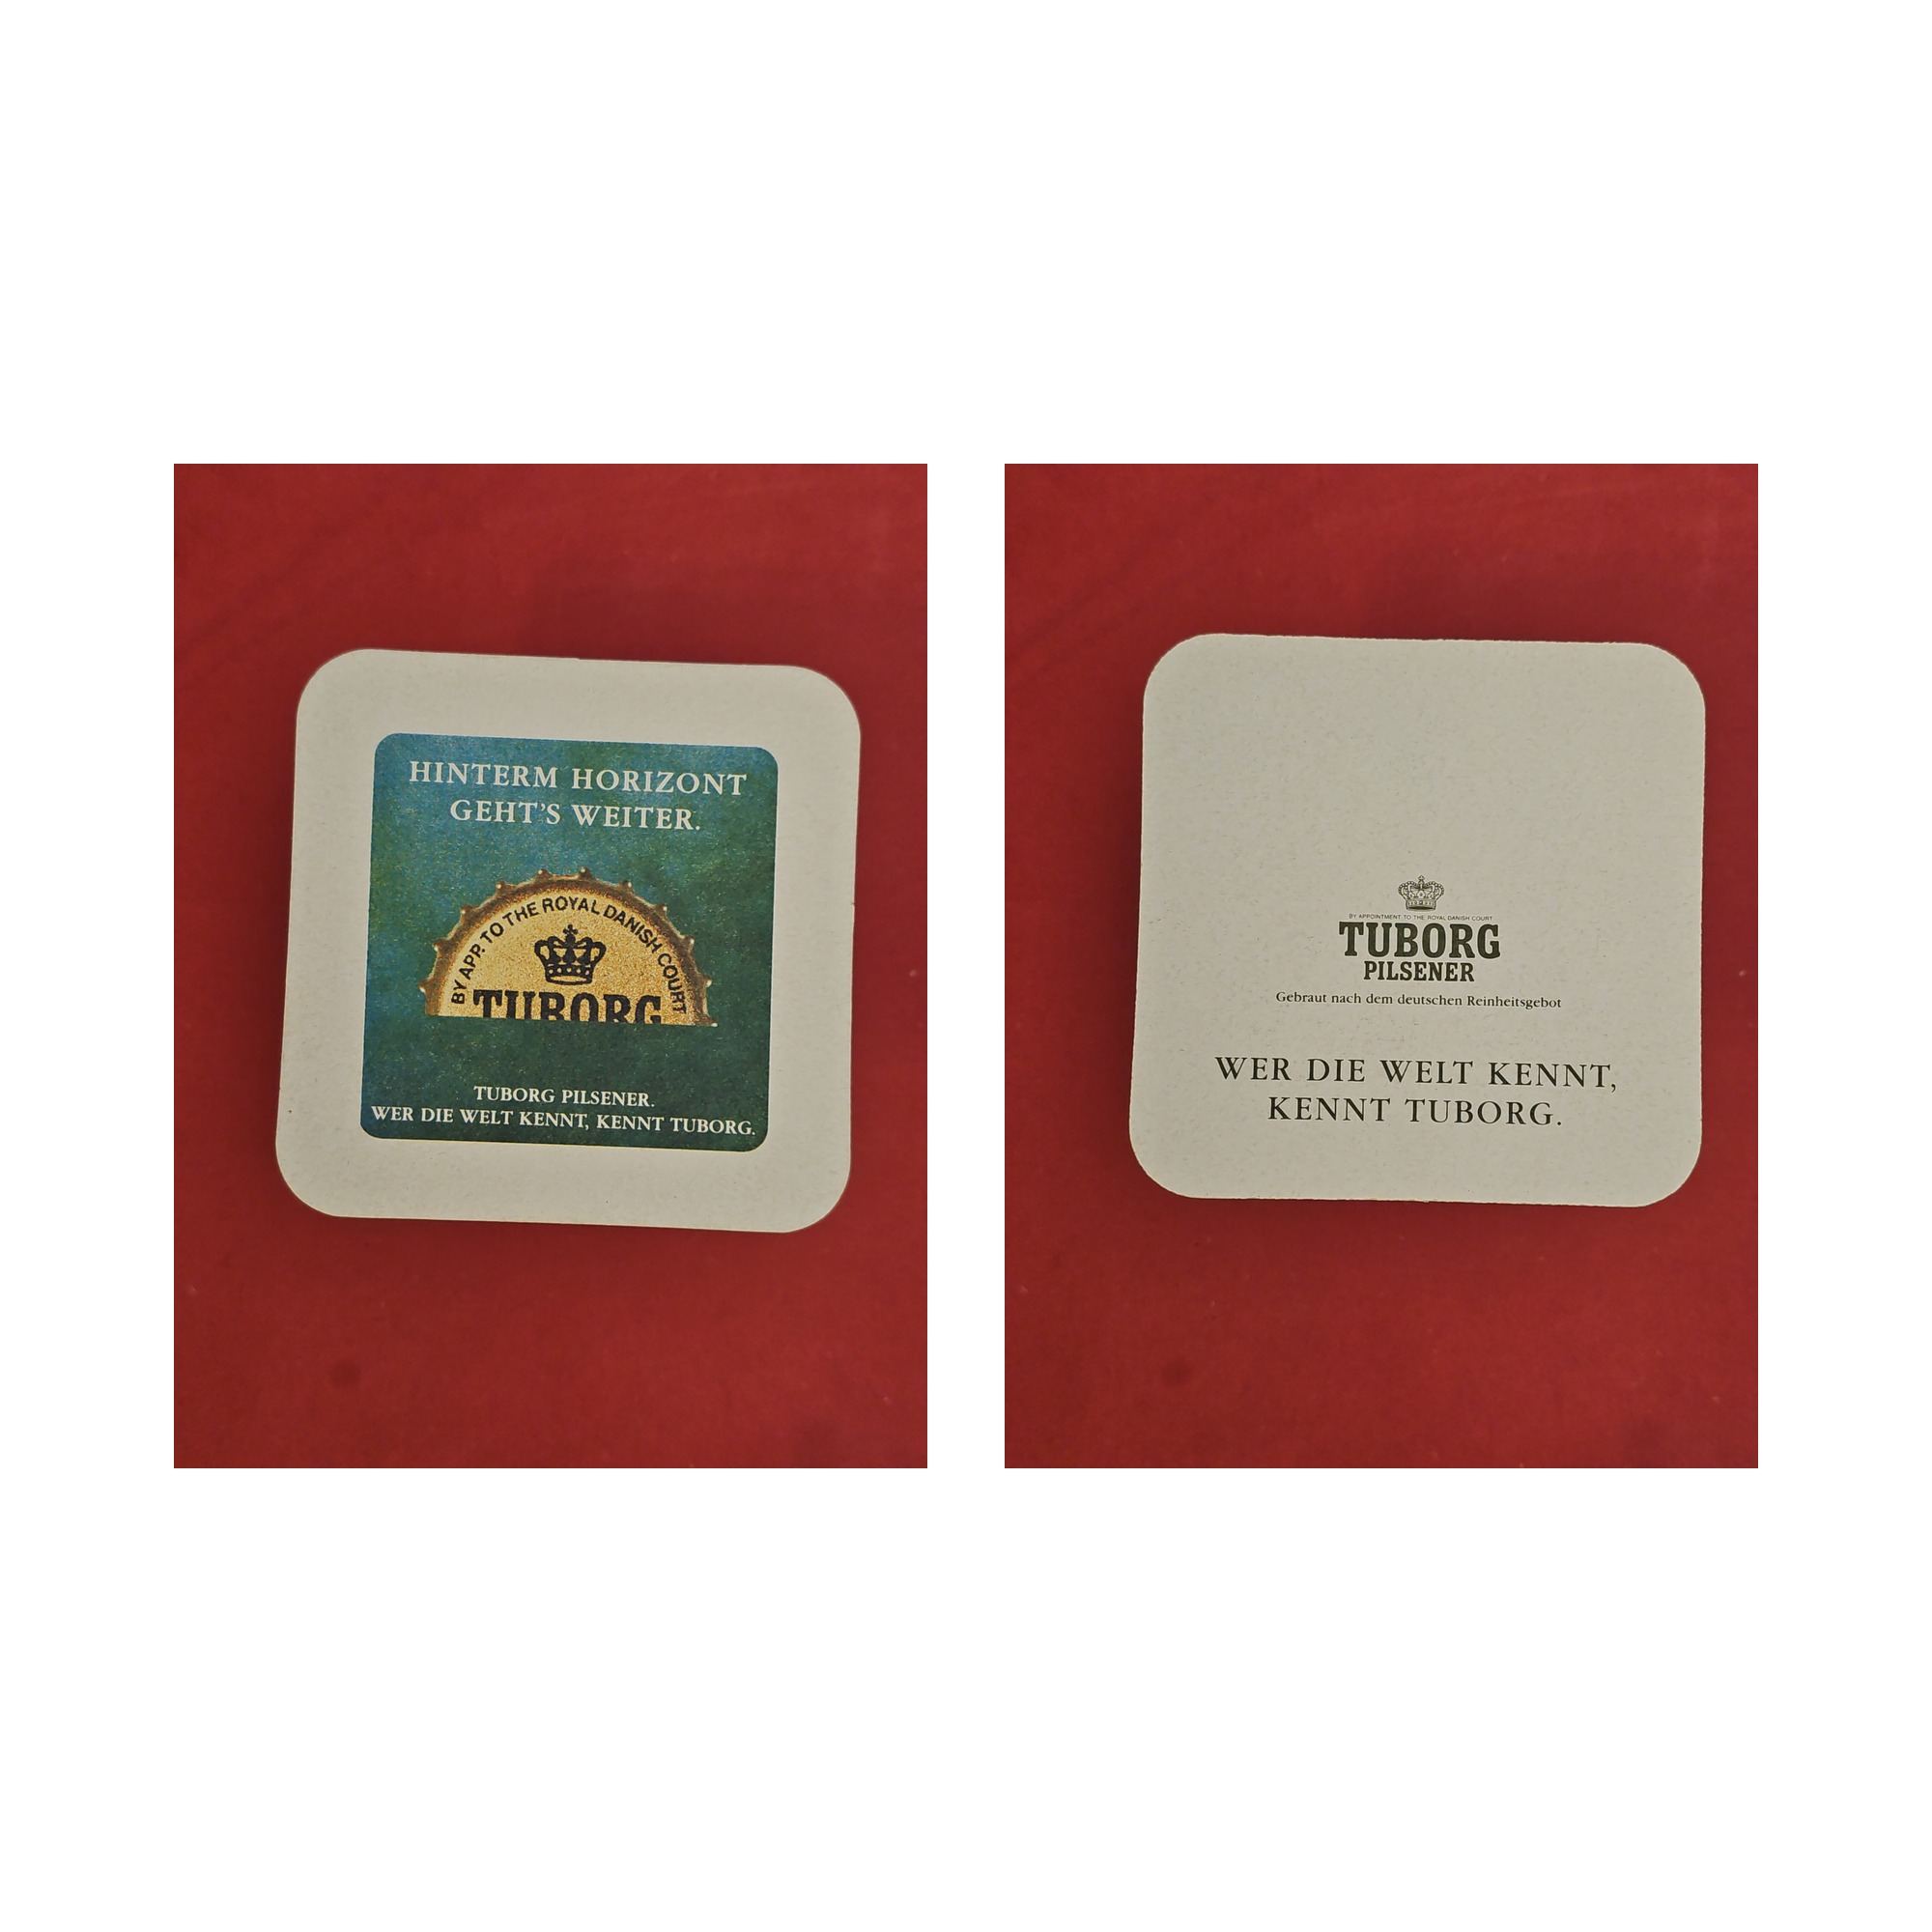 HINTERM HORIZONT
GEHT'S WEITER.
BY APP. TO THE ROYAL DANISH COURT
TUBORG
TUBORG PILSENER.
WER DIE WELT KENNT, KENNT TUBORG.
BY APPOINTMENT TO THE ROYAL DANISH COURT
TUBORG
PILSENER
Gebraut nach dem deutschen Reinheitsgebot
WER DIE WELT KENNT,
KENNT TUBORG.